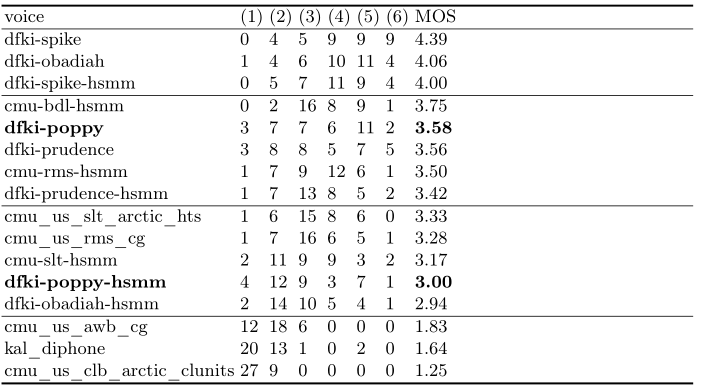 voice (1) (2) (3) (4) (5) (6) MOS
dfki-spike 0 4 5 9 9 9 4.39
dfki-obadiah 1 4 6 10 11 4 4.06
dfki-spike-hsmm 0 5 7 11 9 4 4.00
cmu-bdl-hsmm 0 2 16 8 9 1 3.75
dfki-poppy 3 7 7 6 11 2 3.58
dfki-prudence 3 8 8 5 7 5 3.56
cmu-rms-hsmm 1 7 9 12 6 1 3.50
dfki-prudence-hsmm 1 7 13 8 5 2 3.42
cmu_us_slt_arctic_hts 1 6 15 8 6 0 3.33
cmu_us_rms_cg 1 7 16 6 5 1 3.28
cmu-slt-hsmm 2 11 9 9 3 2 3.17
dfki-poppy-hsmm 4 12 9 3 7 1 3.00
dfki-obadiah-hsmm 2 14 10 5 4 1 2.94
cmu_us_awb_cg 12 18 6 0 0 0 1.83
kal_diphone 20 13 1 0 2 0 1.64
cmu_us_clb_arctic_clunits 27 9 0 0 0 0 1.25